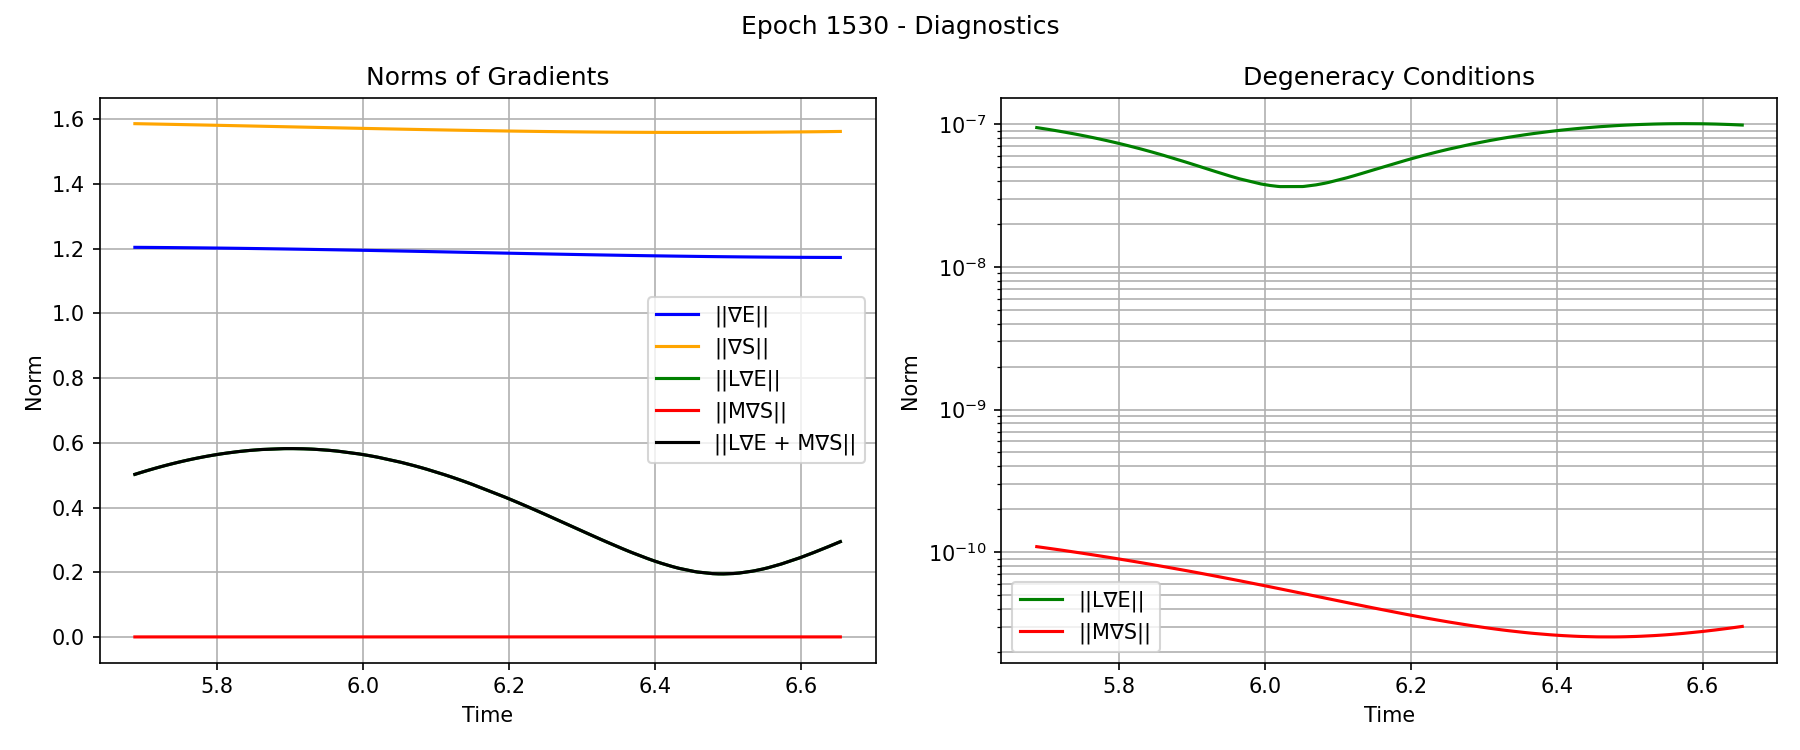 Epoch 1530 - Diagnostics
Norms of Gradients
Norm
1.6
1.4
1.2
1.0
0.8
0.6
0.4
0.2
0.0
||∇E||
||∇S||
||L∇E||
||M∇S||
||L∇E + M∇S||
5.8 6.0 6.2 6.4 6.6
Time
Degeneracy Conditions
Norm
10⁻⁷
10⁻⁸
10⁻⁹
10⁻¹⁰
||L∇E||
||M∇S||
5.8 6.0 6.2 6.4 6.6
Time